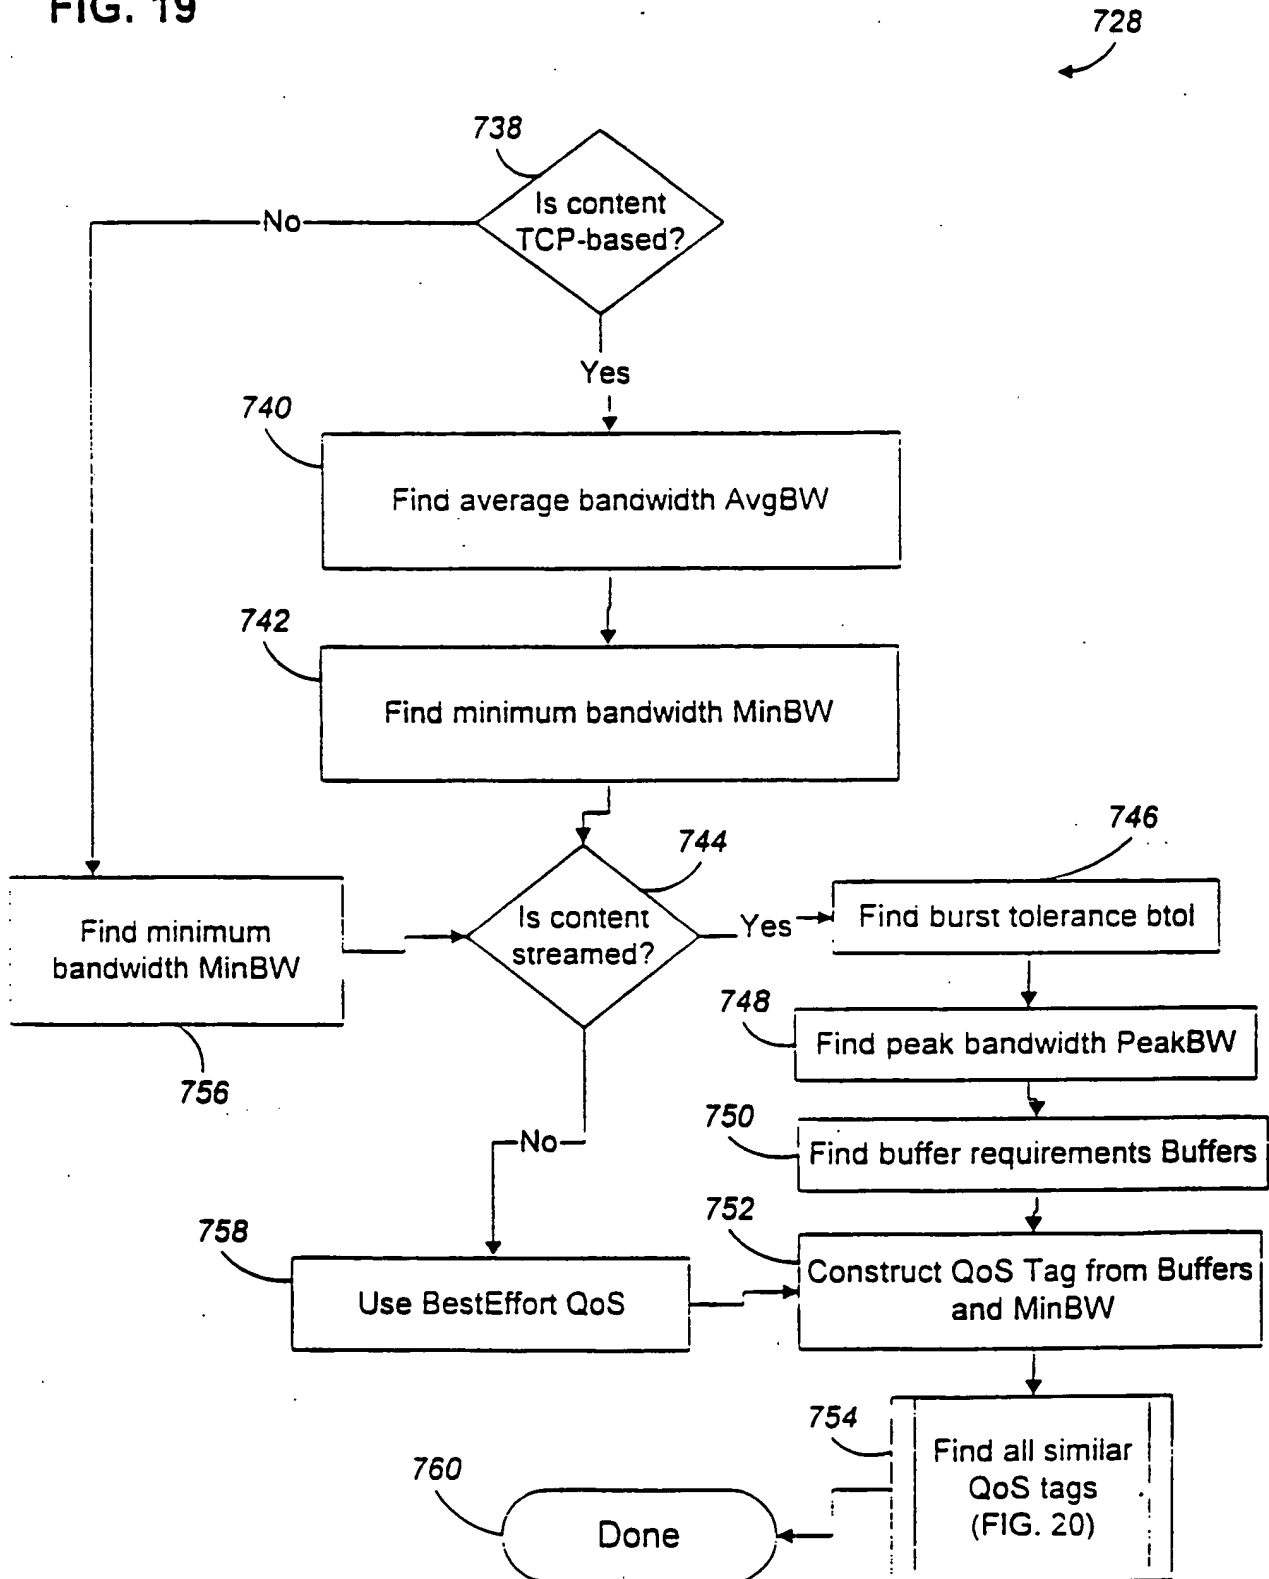 FIG. 19
728
738
Is content
TCP-based?
No
Yes
740
Find average bandwidth AvgBW
742
Find minimum bandwidth MinBW
744
Is content
streamed?
Yes
746
Find burst tolerance btol
Find minimum
bandwidth MinBW
756
748
Find peak bandwidth PeakBW
No
750
Find buffer requirements Buffers
752
Construct QoS Tag from Buffers
and MinBW
758
Use BestEffort QoS
754
Find all similar
QoS tags
(FIG. 20)
760
Done